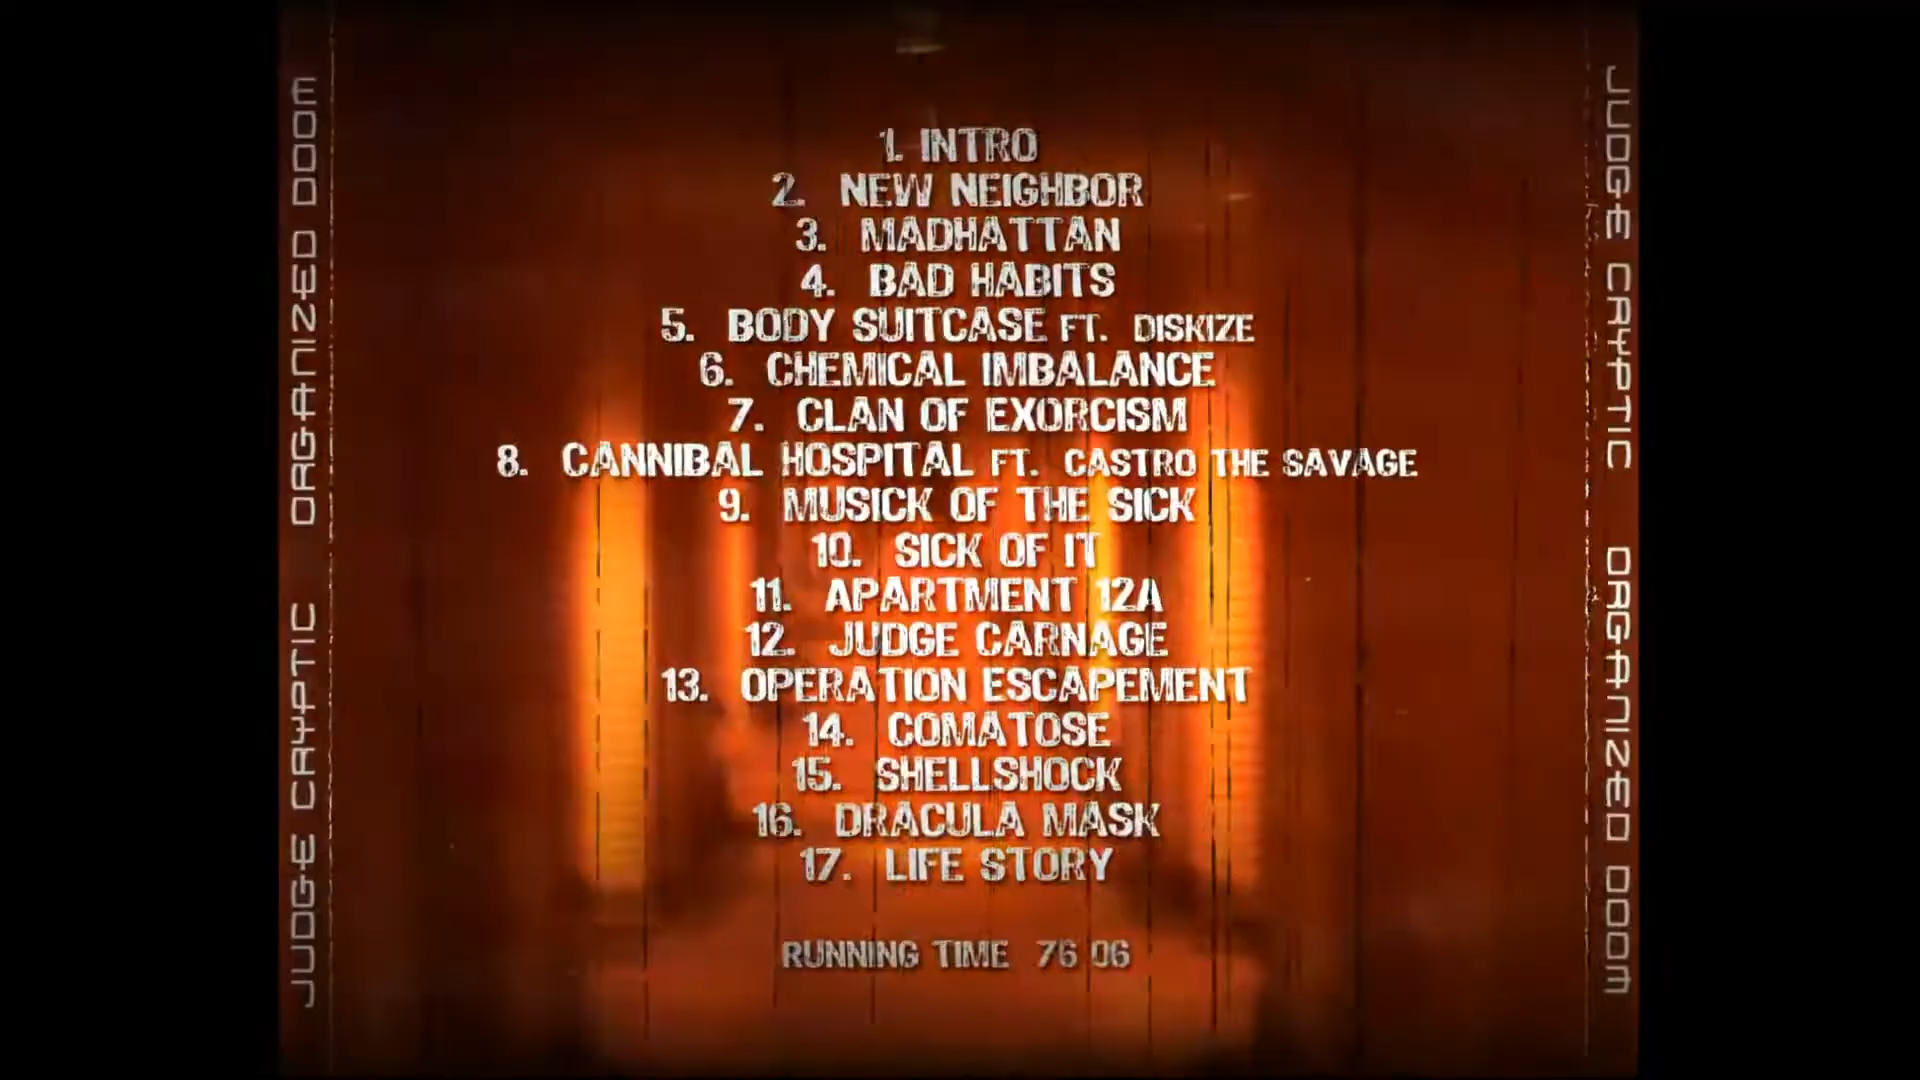 JUDGE CRYPTIC ORGANIZED DOOM
1. INTRO
2. NEW NEIGHBOR
3. MADHATTAN
4. BAD HABITS
5. BODY SUITCASE FT. DISKIZE
6. CHEMICAL IMBALANCE
7. CLAN OF EXORCISM
8. CANNIBAL HOSPITAL FT. CASTRO THE SAVAGE
9. MUSICK OF THE SICK
10. SICK OF IT
11. APARTMENT 12A
12. JUDGE CARNAGE
13. OPERATION ESCAPEMENT
14. COMATOSE
15. SHELLSHOCK
16. DRACULA MASK
17. LIFE STORY
RUNNING TIME 76 06
JUDGE CRYPTIC ORGANIZED DOOM